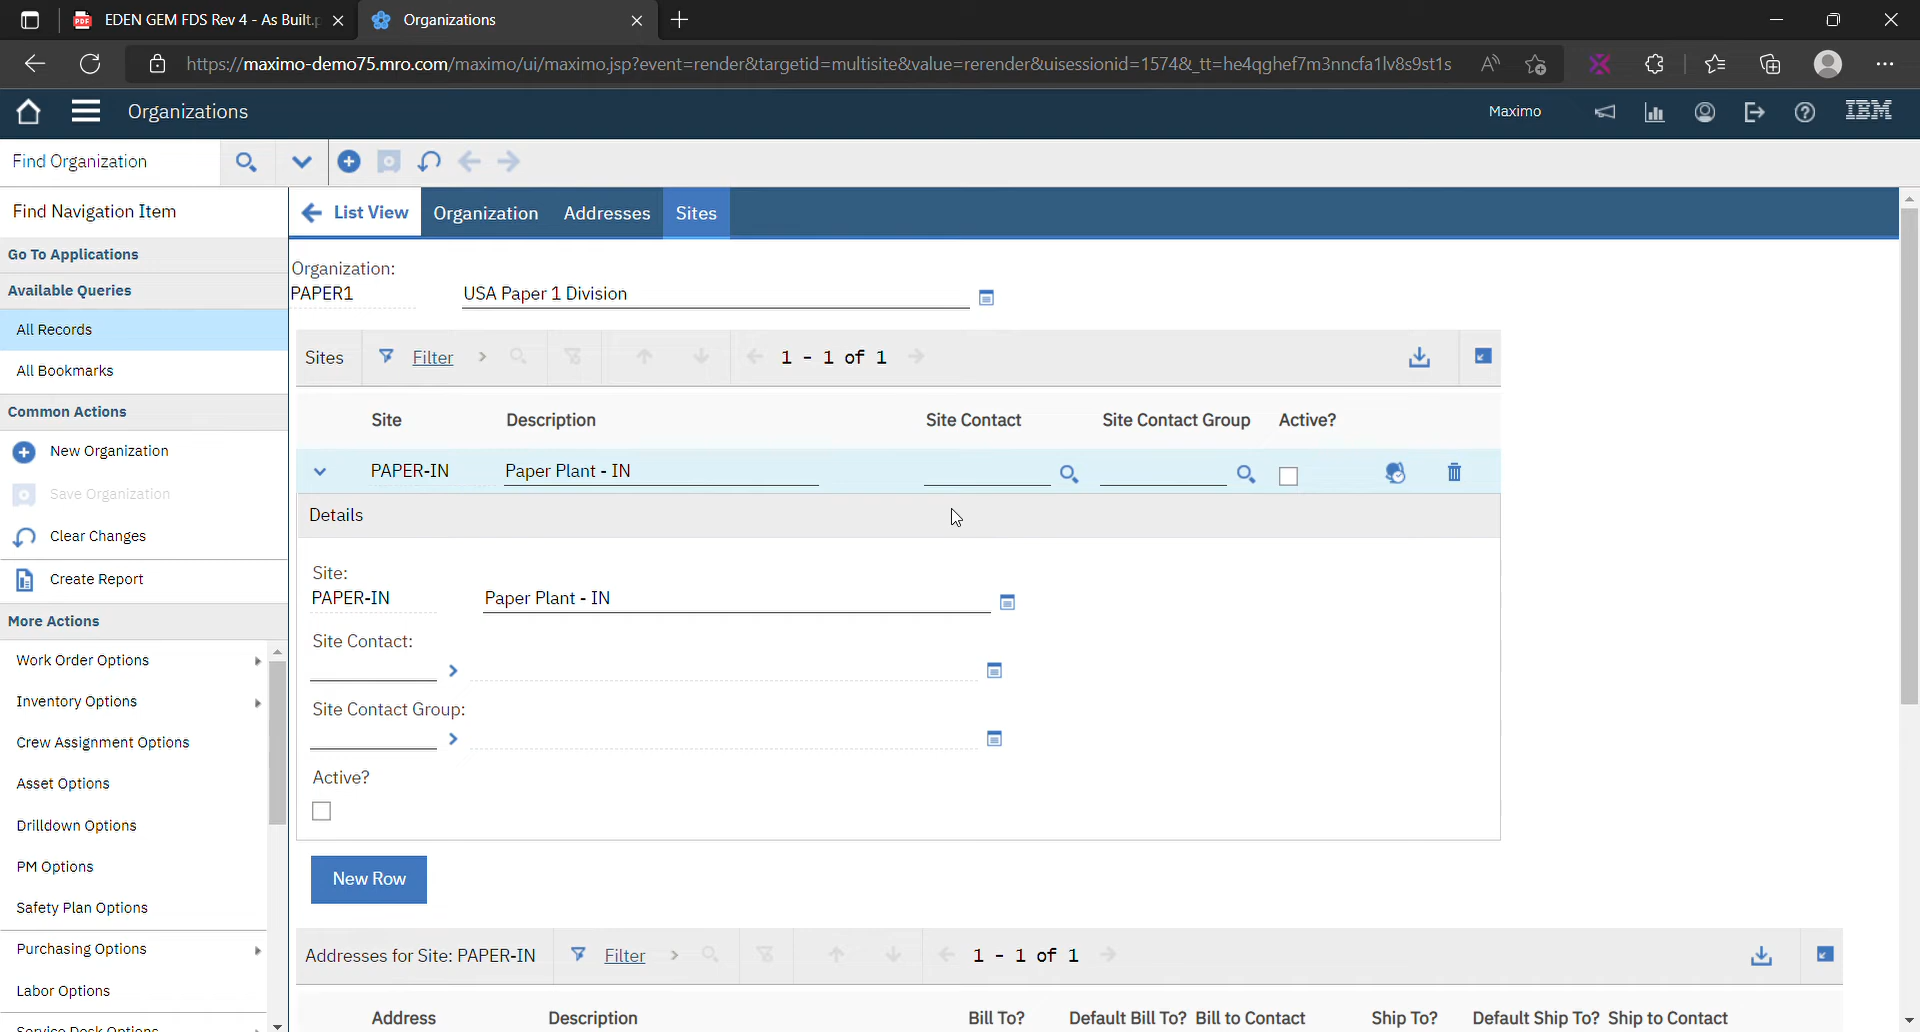 EDEN GEM FDS Rev 4 - As Built.p
Organizations
https://maximo-demo75.mro.com/maximo/ui/maximo.jsp?event=render&targetid=multisite&value=rerender&uisessionid=1574&_tt=he4qghef7m3nncfa1lv8s9st1s
Organizations
Maximo
IBM
Find Organization
Find Navigation Item
Go To Applications
Available Queries
All Records
All Bookmarks
Common Actions
New Organization
Save Organization
Clear Changes
Create Report
More Actions
Work Order Options
Inventory Options
Crew Assignment Options
Asset Options
Drilldown Options
PM Options
Safety Plan Options
Purchasing Options
Labor Options
Service Desk Options
List View Organization Addresses Sites
Organization:
PAPER1 USA Paper 1 Division
Sites Filter 1 - 1 of 1
Site Description Site Contact Site Contact Group Active?
PAPER-IN Paper Plant - IN
Details
Site:
PAPER-IN Paper Plant - IN
Site Contact:
Site Contact Group:
Active?
New Row
Addresses for Site: PAPER-IN Filter 1 - 1 of 1
Address Description Bill To? Default Bill To? Bill to Contact Ship To? Default Ship To? Ship to Contact